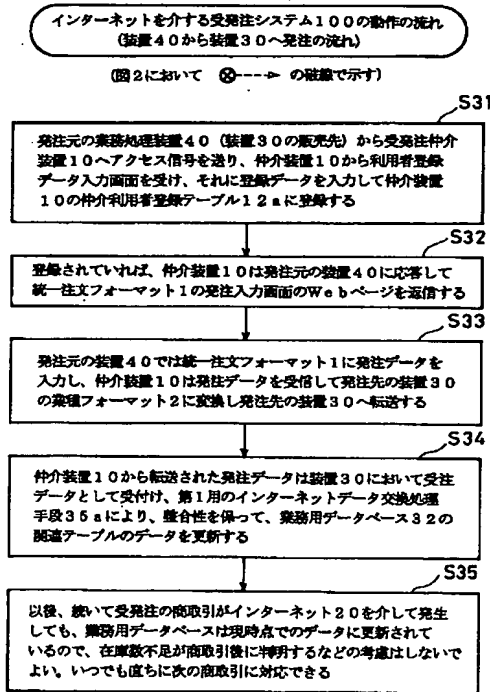 インターネットを介する受発注システム100の動作の流れ
(装置40から装置30へ発注の流れ)
(図2において ⊗----> の破線で示す)
S31
発注元の業務処理装置40(装置30の販売先)から受発注仲介
装置10へアクセス信号を送り、仲介装置10から利用者登録
データ入力画面を受け、それに登録データを入力して仲介装置
10の仲介利用者登録テーブル12aに登録する
S32
登録されていれば、仲介装置10は発注元の装置40に応答して
統一注文フォーマット1の発注入力画面のWebページを返信する
S33
発注元の装置40では統一注文フォーマット1に発注データを
入力し、仲介装置10は発注データを受信して発注先の装置30
の業種フォーマット2に変換し発注先の装置30へ転送する
S34
仲介装置10から転送された発注データは装置30において受注
データとして受付け、第1用のインターネットデータ交換処理
手段35aにより、整合性を保って、業務用データベース32の
関連テーブルのデータを更新する
S35
以後、続いて受発注の商取引がインターネット20を介して発生
しても、業務用データベースは現時点でのデータに更新されて
いるので、在庫数不足が商取引後に判明するなどの考慮はしないで
よい。いつでも直ちに次の商取引に対応できる